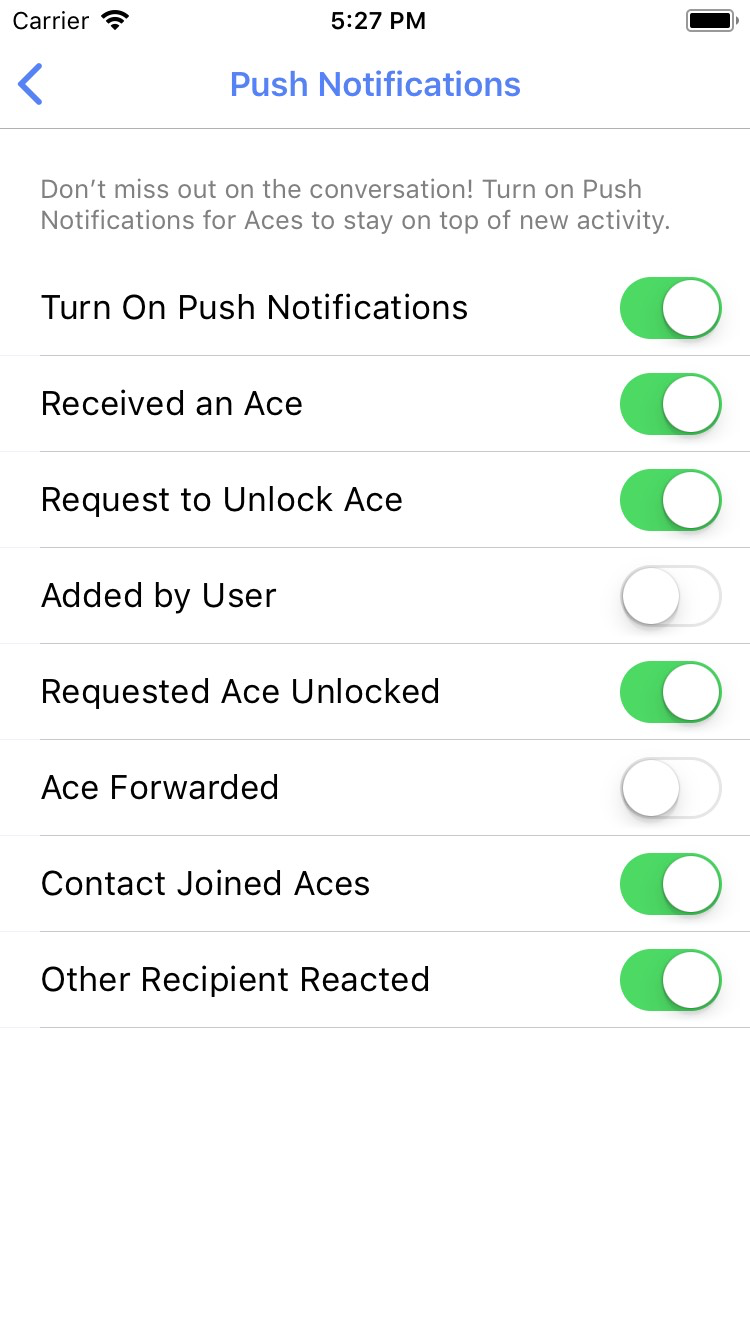 Carrier 5:27 PM
Push Notifications
Don’t miss out on the conversation! Turn on Push
Notifications for Aces to stay on top of new activity.
Turn On Push Notifications
Received an Ace
Request to Unlock Ace
Added by User
Requested Ace Unlocked
Ace Forwarded
Contact Joined Aces
Other Recipient Reacted